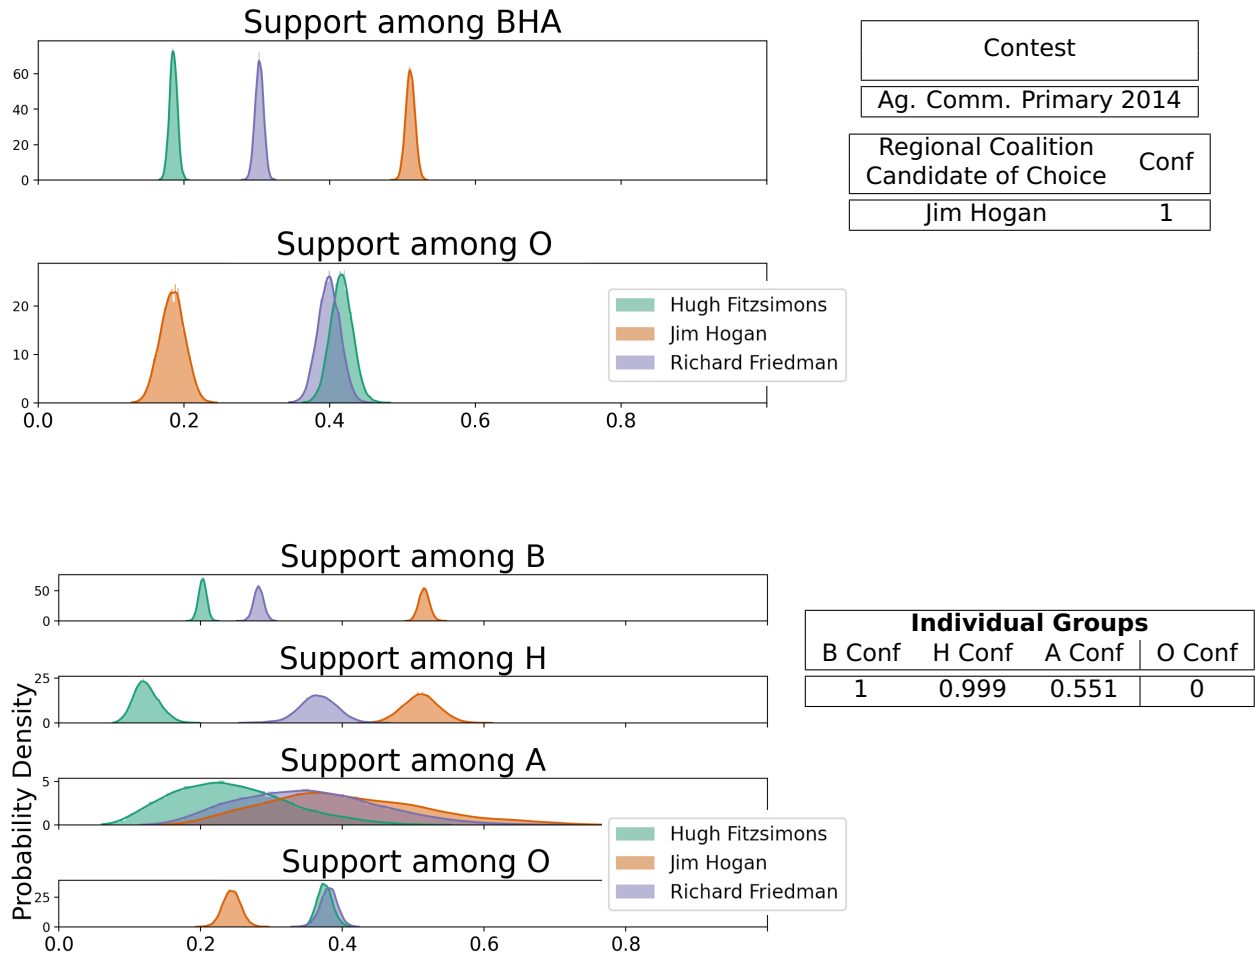 Support among BHA
60
40
20
0
Contest
Ag. Comm. Primary 2014
Regional Coalition
Candidate of Choice
Conf
Jim Hogan 1
Support among O
20
10
0
0.0 0.2 0.4 0.6 0.8
Hugh Fitzsimons
Jim Hogan
Richard Friedman
Probability Density
Support among B
50
0
Support among H
25
0
Support among A
5
0
Support among O
25
0
0.0 0.2 0.4 0.6 0.8
Hugh Fitzsimons
Jim Hogan
Richard Friedman
Individual Groups
B Conf H Conf A Conf O Conf
1 0.999 0.551 0